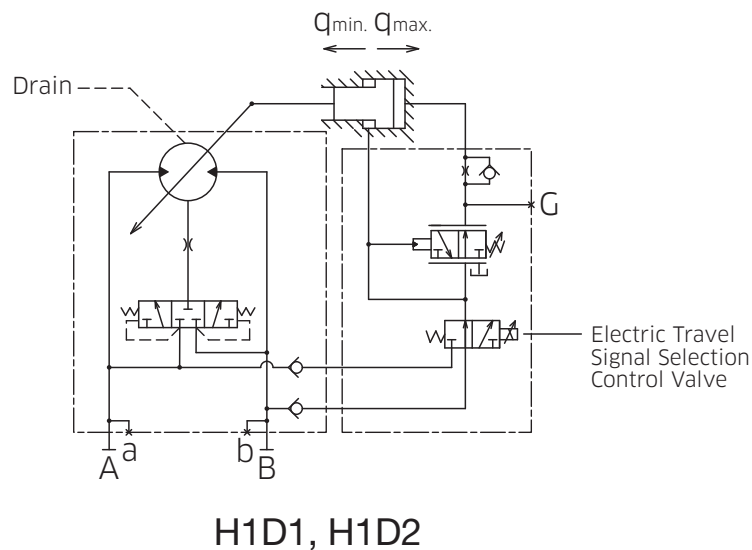 qmin. qmax.
Drain
G
Electric Travel
Signal Selection
Control Valve
a
b
A
B
H1D1, H1D2